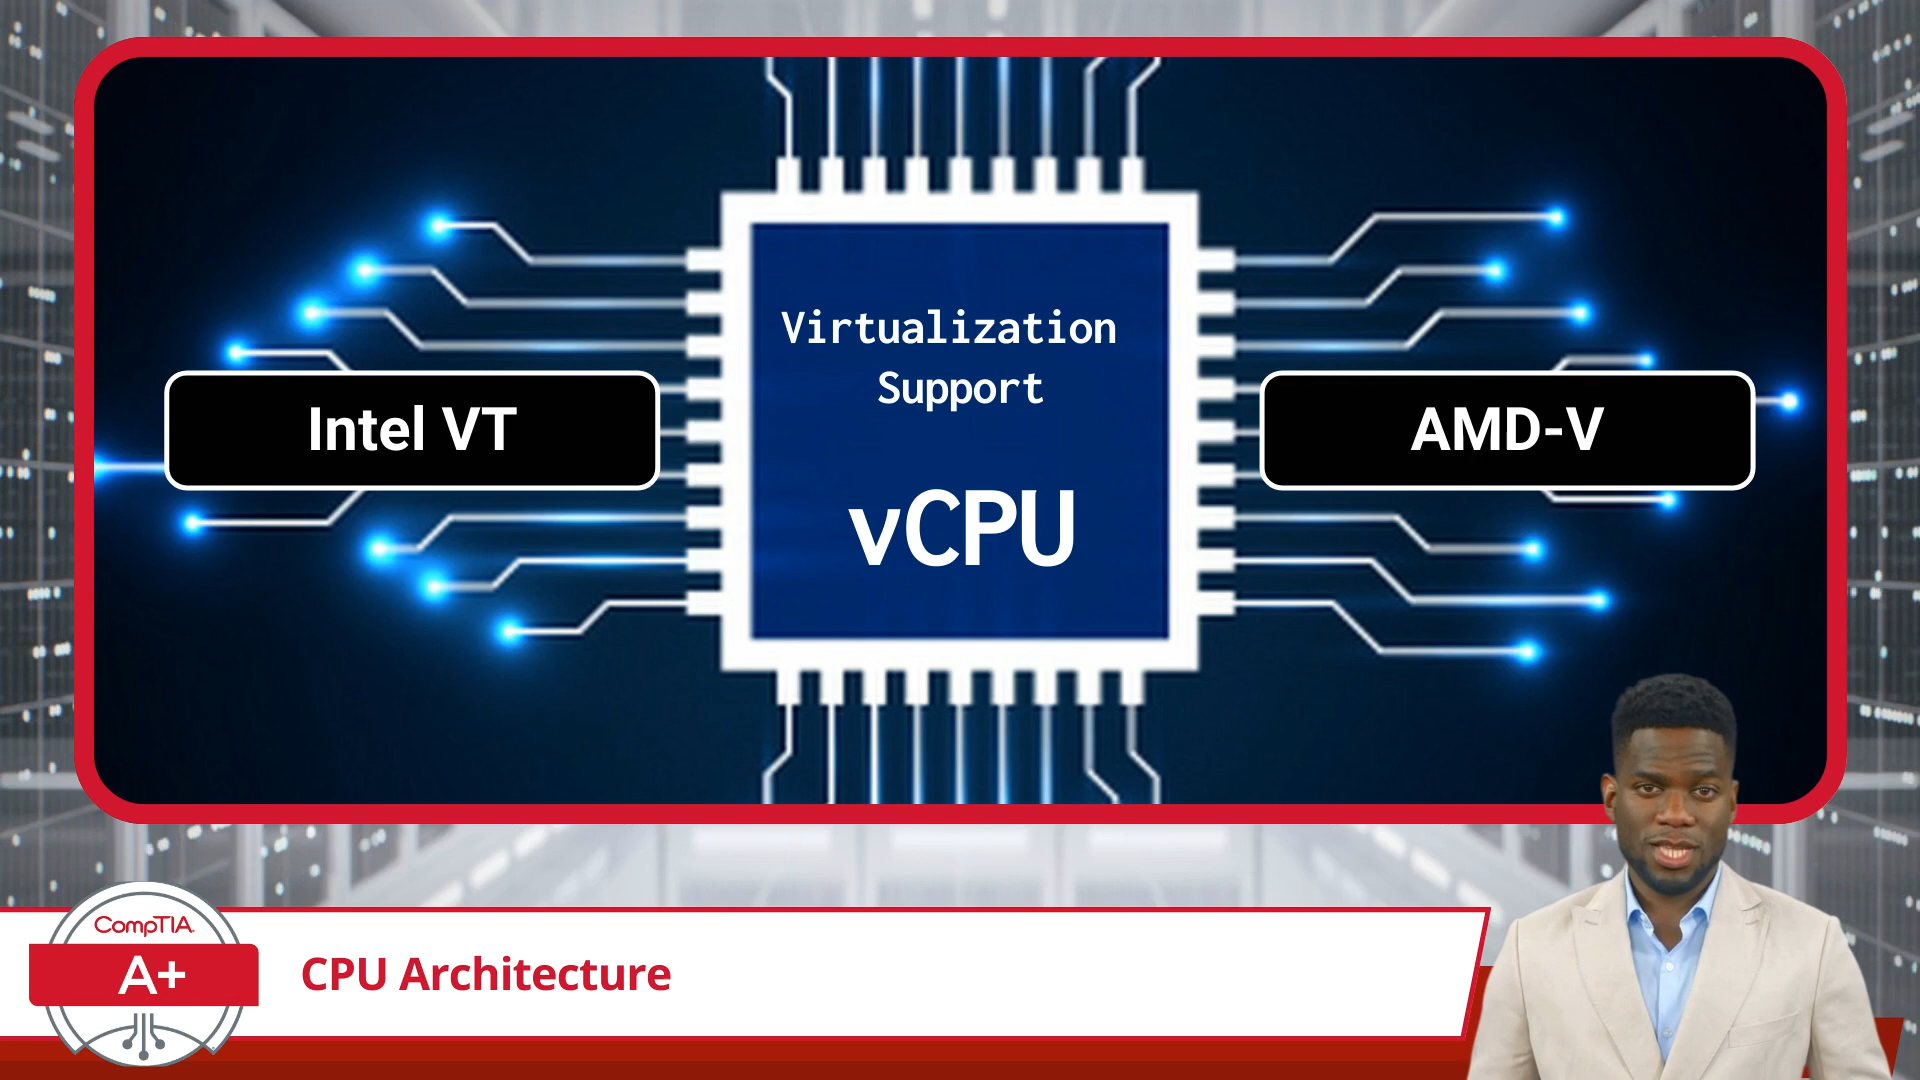 Virtualization
Support
Intel VT
AMD-V
vCPU
CompTIA.
A+
CPU Architecture